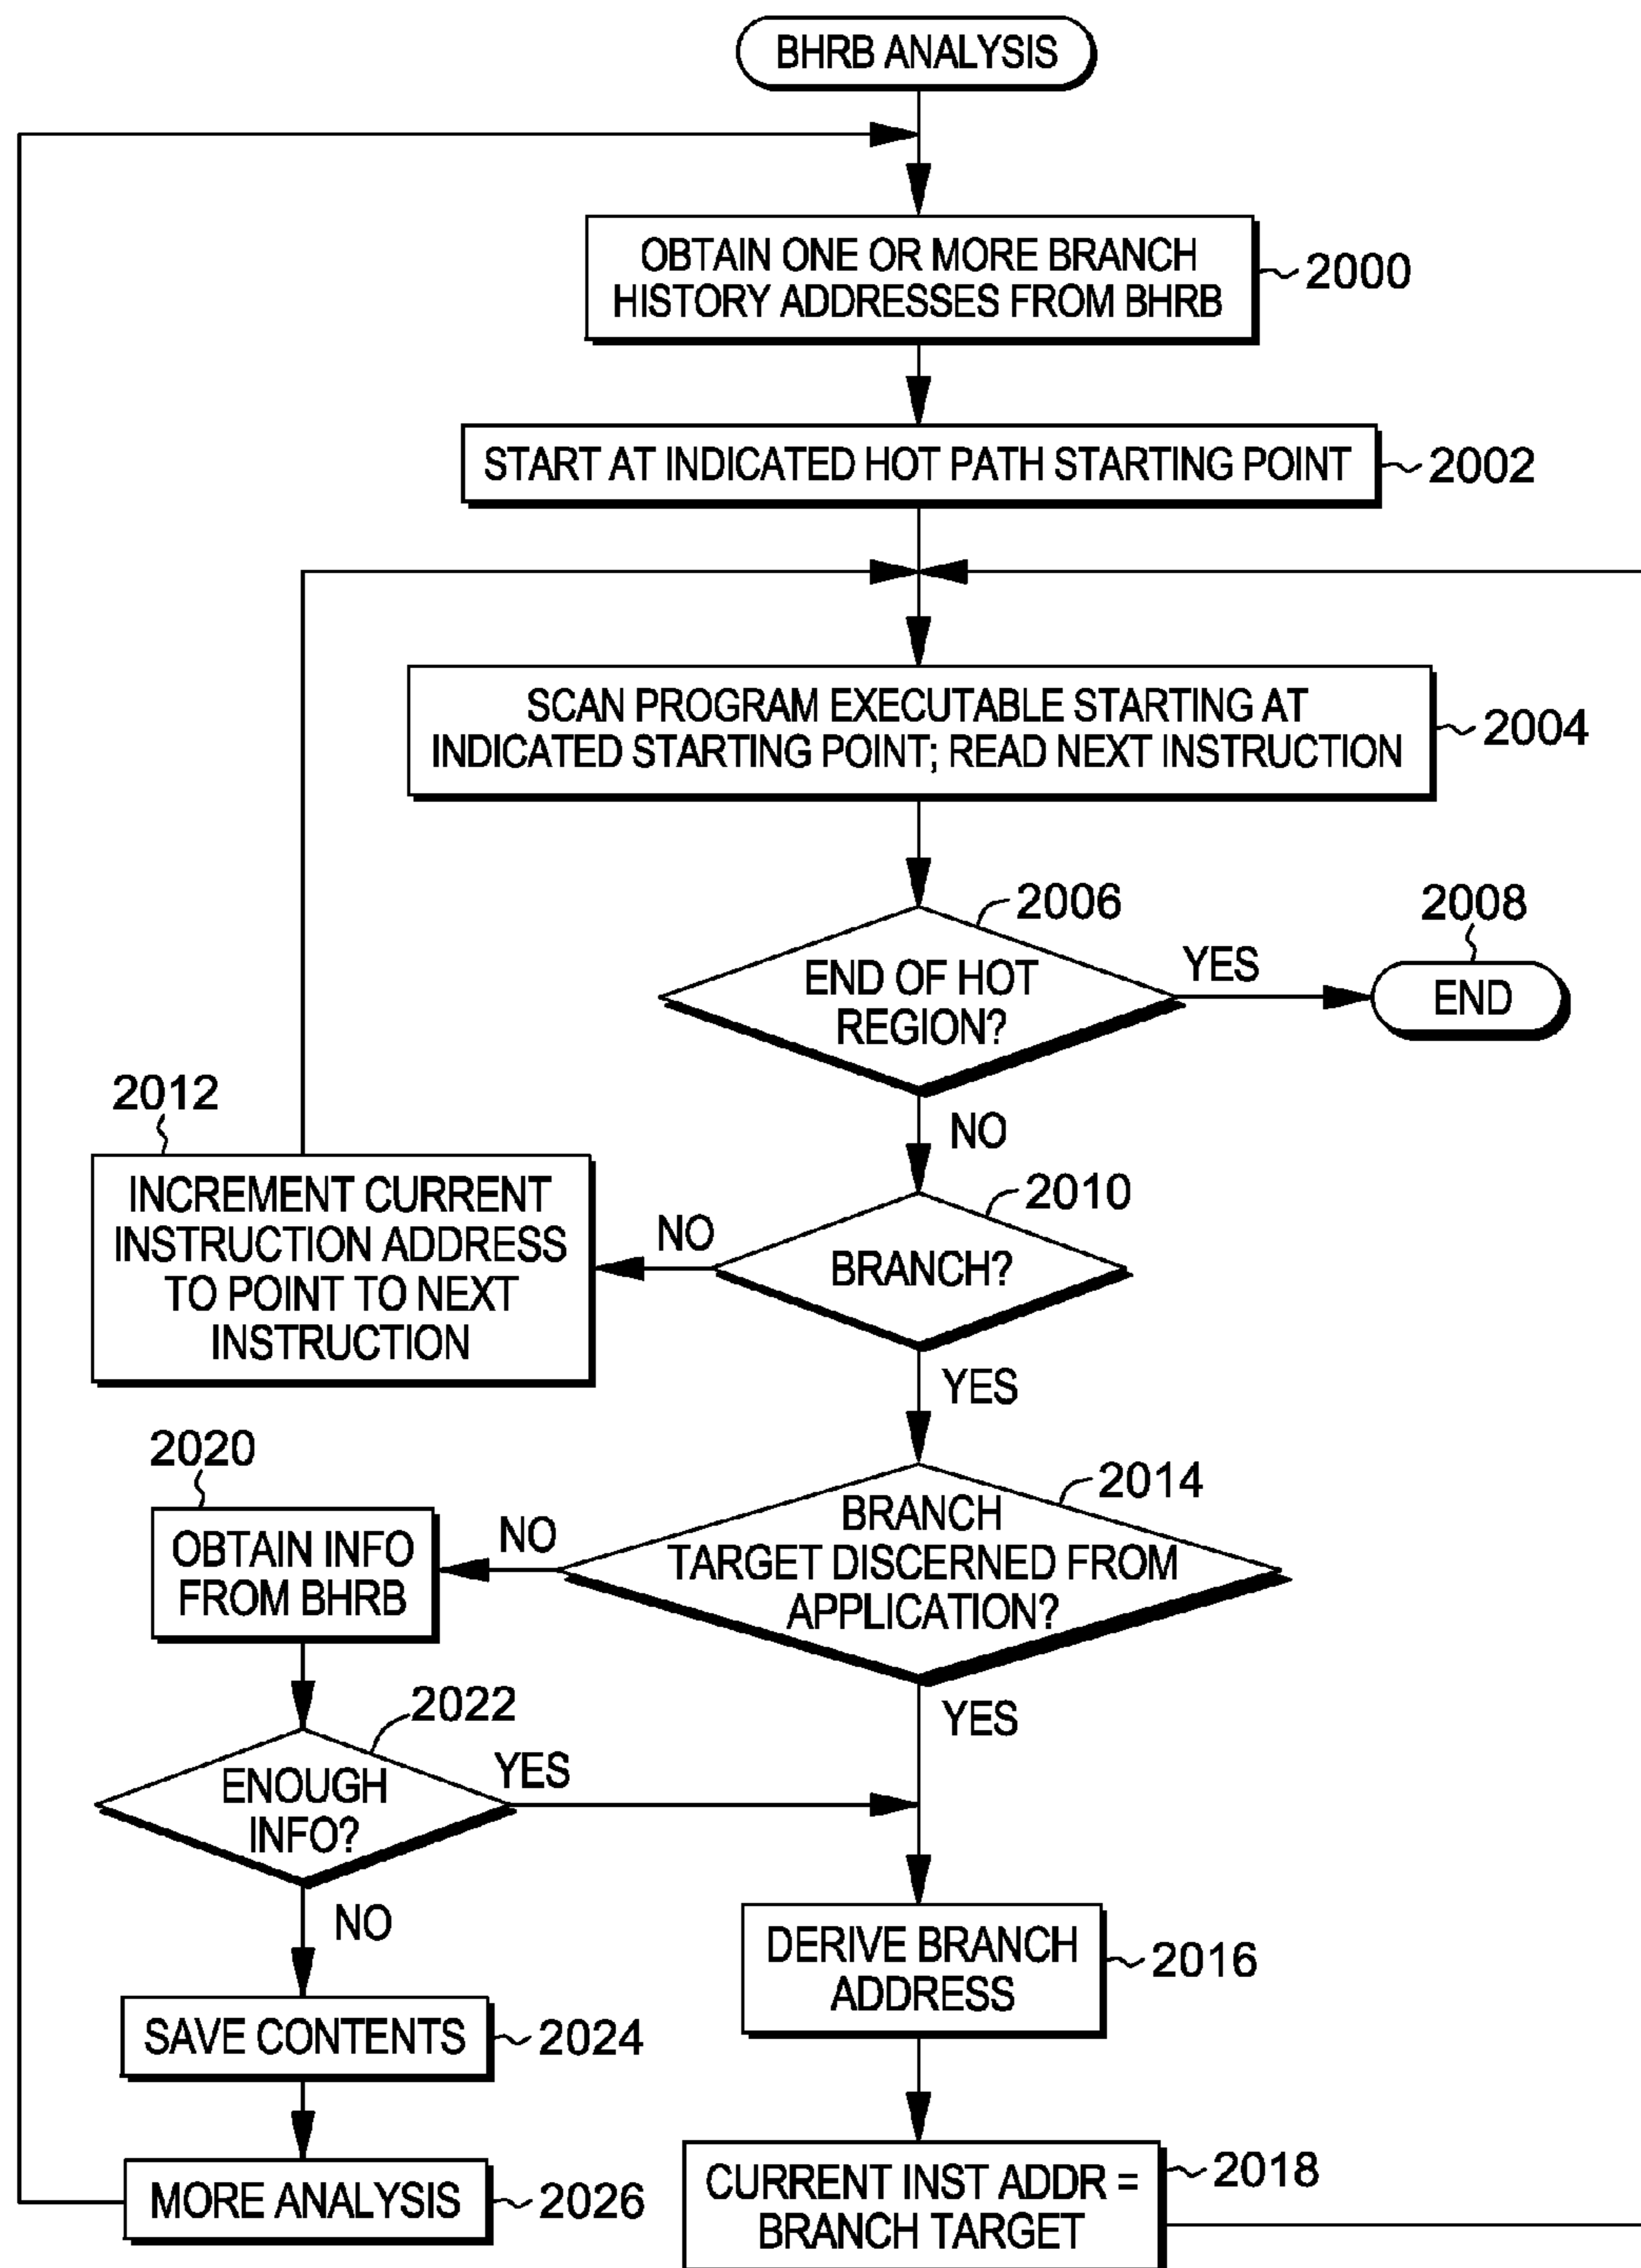 BHRB ANALYSIS
OBTAIN ONE OR MORE BRANCH
HISTORY ADDRESSES FROM BHRB
2000
START AT INDICATED HOT PATH STARTING POINT
2002
SCAN PROGRAM EXECUTABLE STARTING AT
INDICATED STARTING POINT; READ NEXT INSTRUCTION
2004
2006
END OF HOT
REGION?
YES
2008
END
NO
2010
BRANCH?
NO
2012
INCREMENT CURRENT
INSTRUCTION ADDRESS
TO POINT TO NEXT
INSTRUCTION
YES
2014
BRANCH
TARGET DISCERNED FROM
APPLICATION?
NO
2020
OBTAIN INFO
FROM BHRB
YES
2022
ENOUGH
INFO?
YES
NO
DERIVE BRANCH
ADDRESS
2016
SAVE CONTENTS
2024
MORE ANALYSIS
2026
CURRENT INST ADDR =
BRANCH TARGET
2018